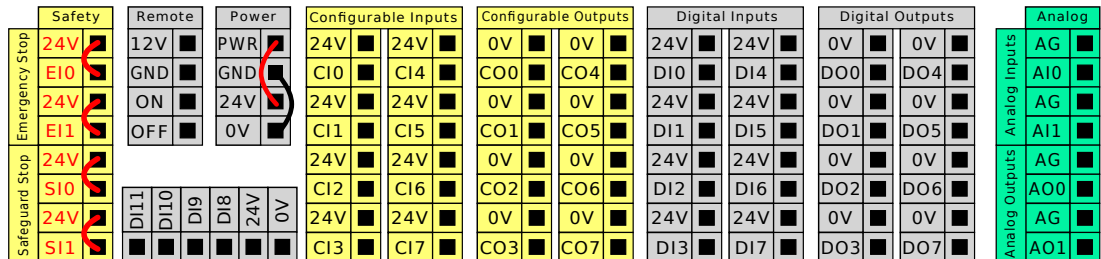 Safety
Emergency Stop
24V
EI0
24V
EI1
Safeguard Stop
24V
SI0
24V
SI1
Remote
12V
GND
ON
OFF
Power
PWR
GND
24V
0V
DI11 DI10 DI9 DI8 24V 0V
Configurable Inputs
24V 24V
CI0 CI4
24V 24V
CI1 CI5
24V 24V
CI2 CI6
24V 24V
CI3 CI7
Configurable Outputs
0V 0V
CO0 CO4
0V 0V
CO1 CO5
0V 0V
CO2 CO6
0V 0V
CO3 CO7
Digital Inputs
24V 24V
DI0 DI4
24V 24V
DI1 DI5
24V 24V
DI2 DI6
24V 24V
DI3 DI7
Digital Outputs
0V 0V
DO0 DO4
0V 0V
DO1 DO5
0V 0V
DO2 DO6
0V 0V
DO3 DO7
Analog
Analog Inputs
AG
AI0
AG
AI1
Analog Outputs
AG
AO0
AG
AO1